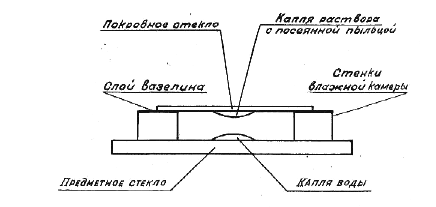 Покровное стекло
Капля раствора
с посеянной пыльцой
Слой вазелина
Стенки
влажной камеры
Предметное стекло
Капля воды